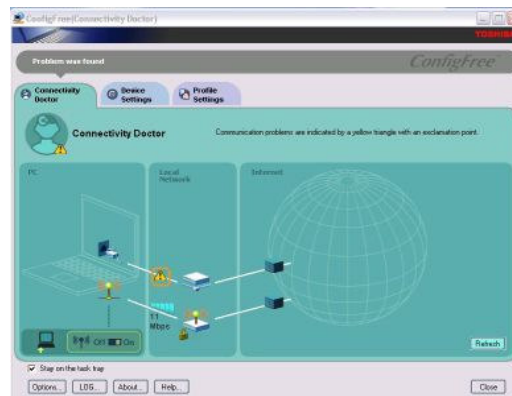 ConfigFree(Connectivity Doctor)
TOSHIBA
Problem was found
ConfigFree
Connectivity
Doctor
Device
Settings
Profile
Settings
Connectivity Doctor
Communication problems are indicated by a yellow triangle with an exclamation point.
PC
Local
Network
Internet
11
Mbps
Off
On
Refresh
Stay on the task tray
Options...
LOG...
About...
Help...
Close